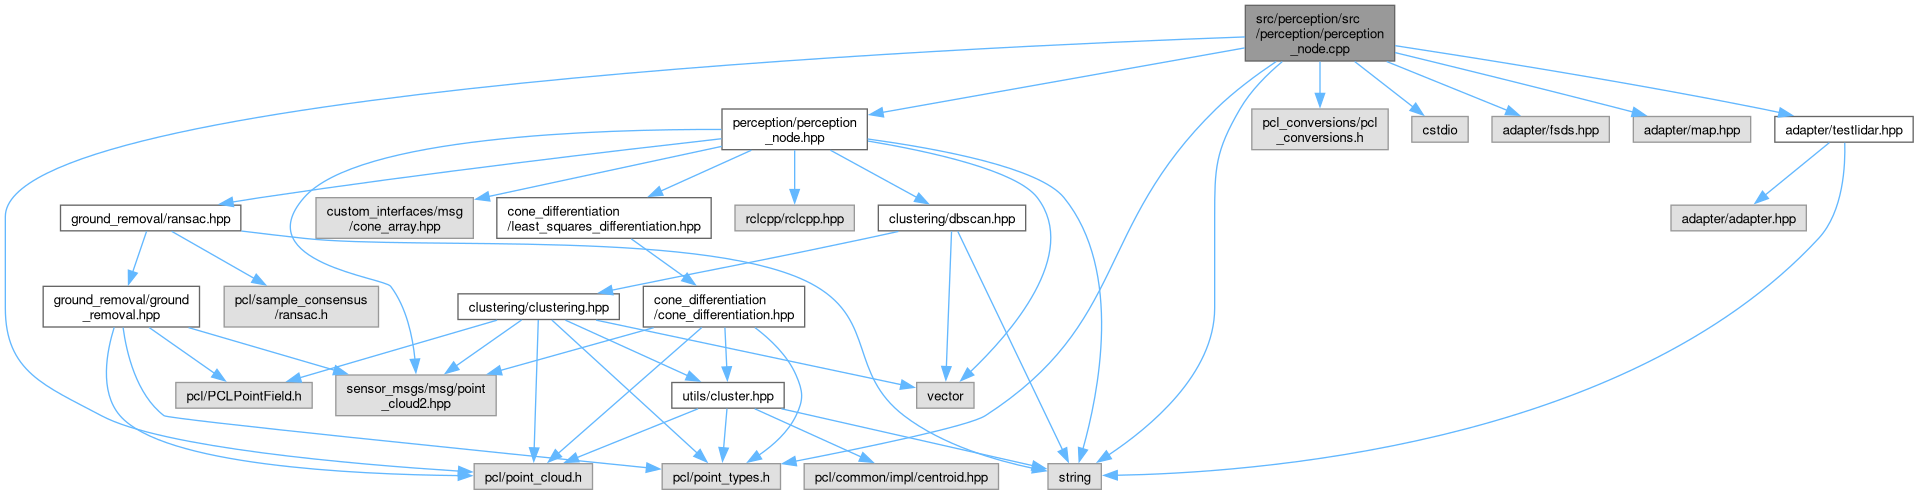 src/perception/src
/perception/perception
_node.cpp
perception/perception
_node.hpp
pcl_conversions/pcl
_conversions.h
cstdio
adapter/fsds.hpp
adapter/map.hpp
adapter/testlidar.hpp
ground_removal/ransac.hpp
custom_interfaces/msg
/cone_array.hpp
cone_differentiation
/least_squares_differentiation.hpp
rclcpp/rclcpp.hpp
clustering/dbscan.hpp
adapter/adapter.hpp
ground_removal/ground
_removal.hpp
pcl/sample_consensus
/ransac.h
clustering/clustering.hpp
cone_differentiation
/cone_differentiation.hpp
pcl/PCLPointField.h
sensor_msgs/msg/point
_cloud2.hpp
utils/cluster.hpp
vector
pcl/point_cloud.h
pcl/point_types.h
pcl/common/impl/centroid.hpp
string